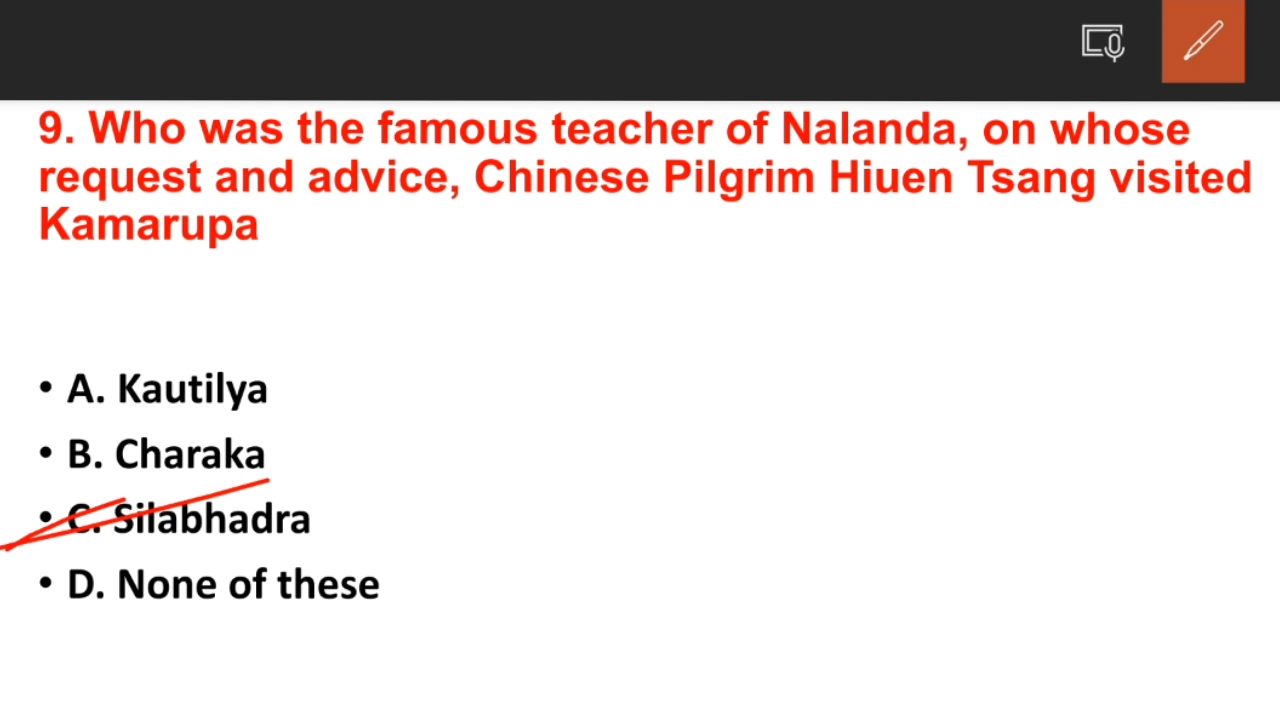 9. Who was the famous teacher of Nalanda, on whose
request and advice, Chinese Pilgrim Hiuen Tsang visited
Kamarupa
• A. Kautilya
• B. Charaka
• C. Silabhadra
• D. None of these